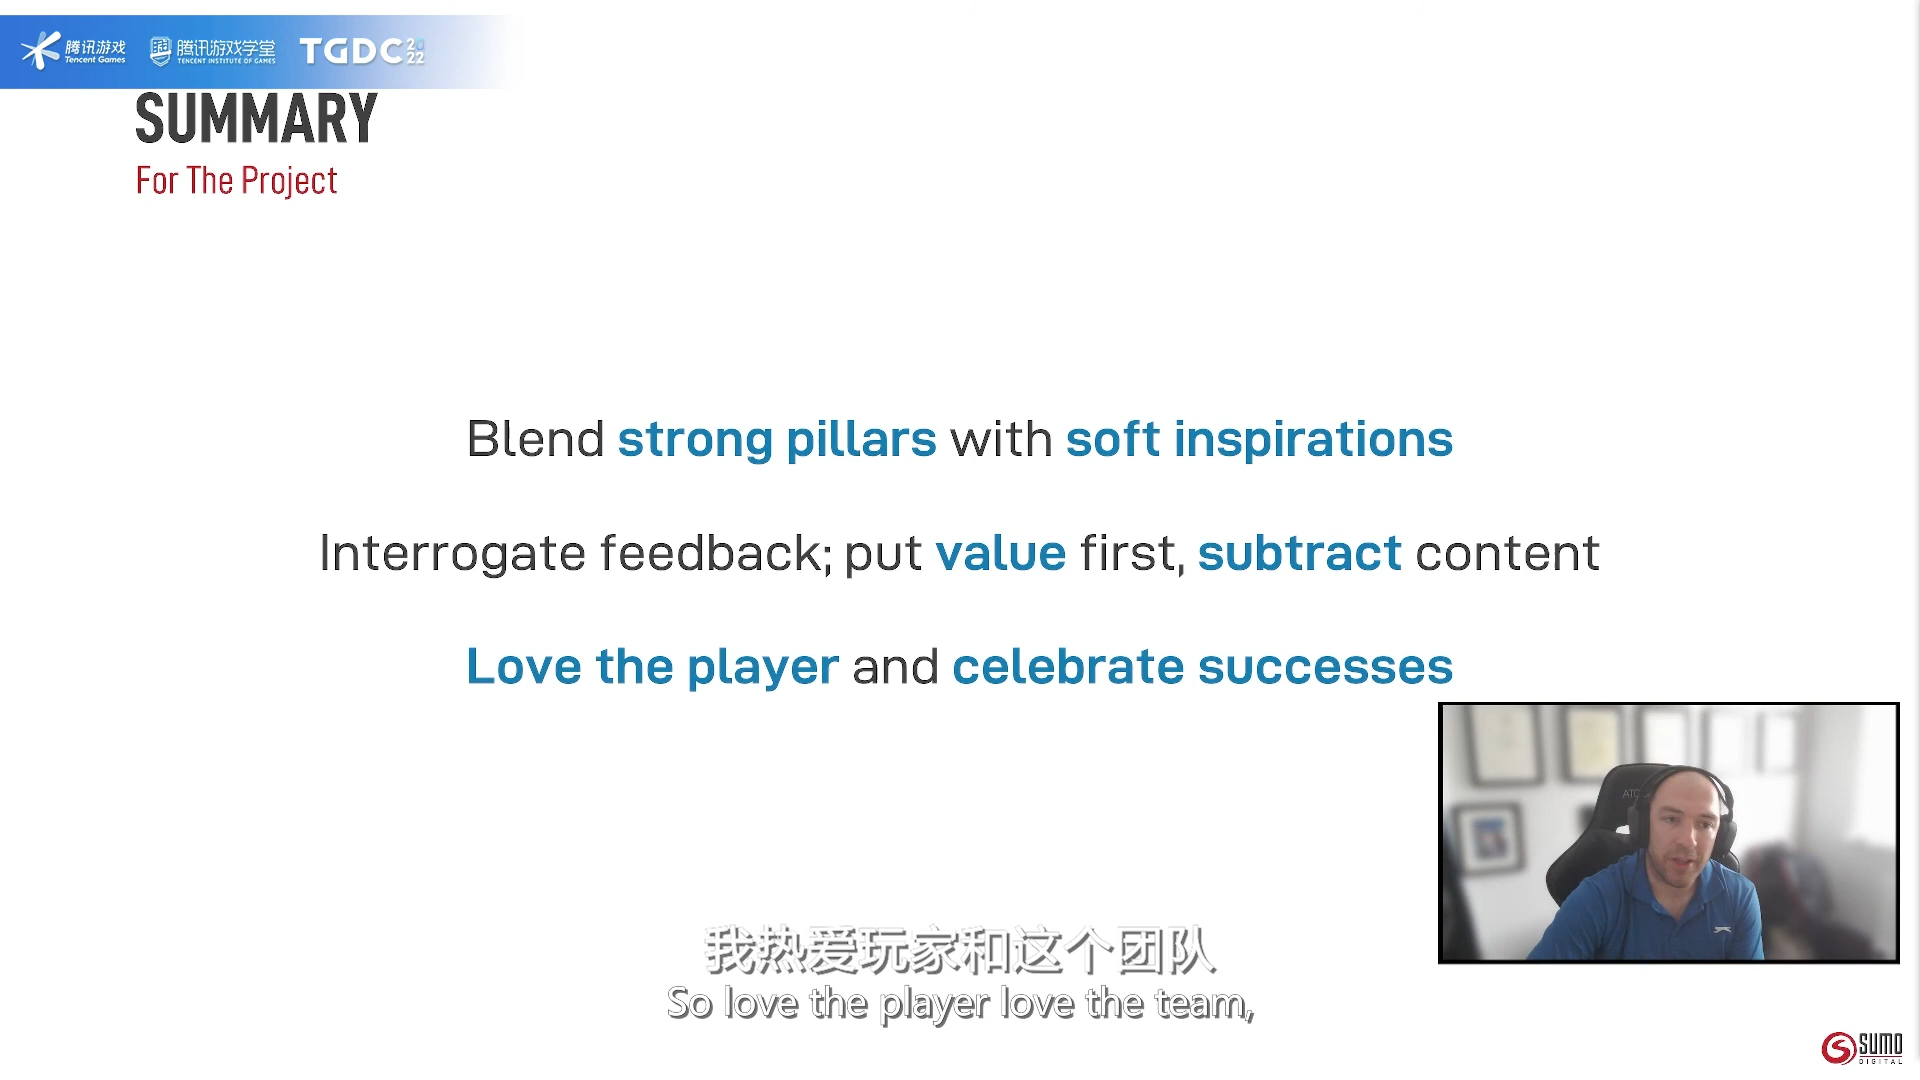 腾讯游戏
Tencent Games
腾讯游戏学堂
TENCENT INSTITUTE OF GAMES
TGDC 2022
SUMMARY
For The Project
Blend strong pillars with soft inspirations
Interrogate feedback; put value first, subtract content
Love the player and celebrate successes
我热爱玩家和这个团队
So love the player love the team,
SUMO
DIGITAL